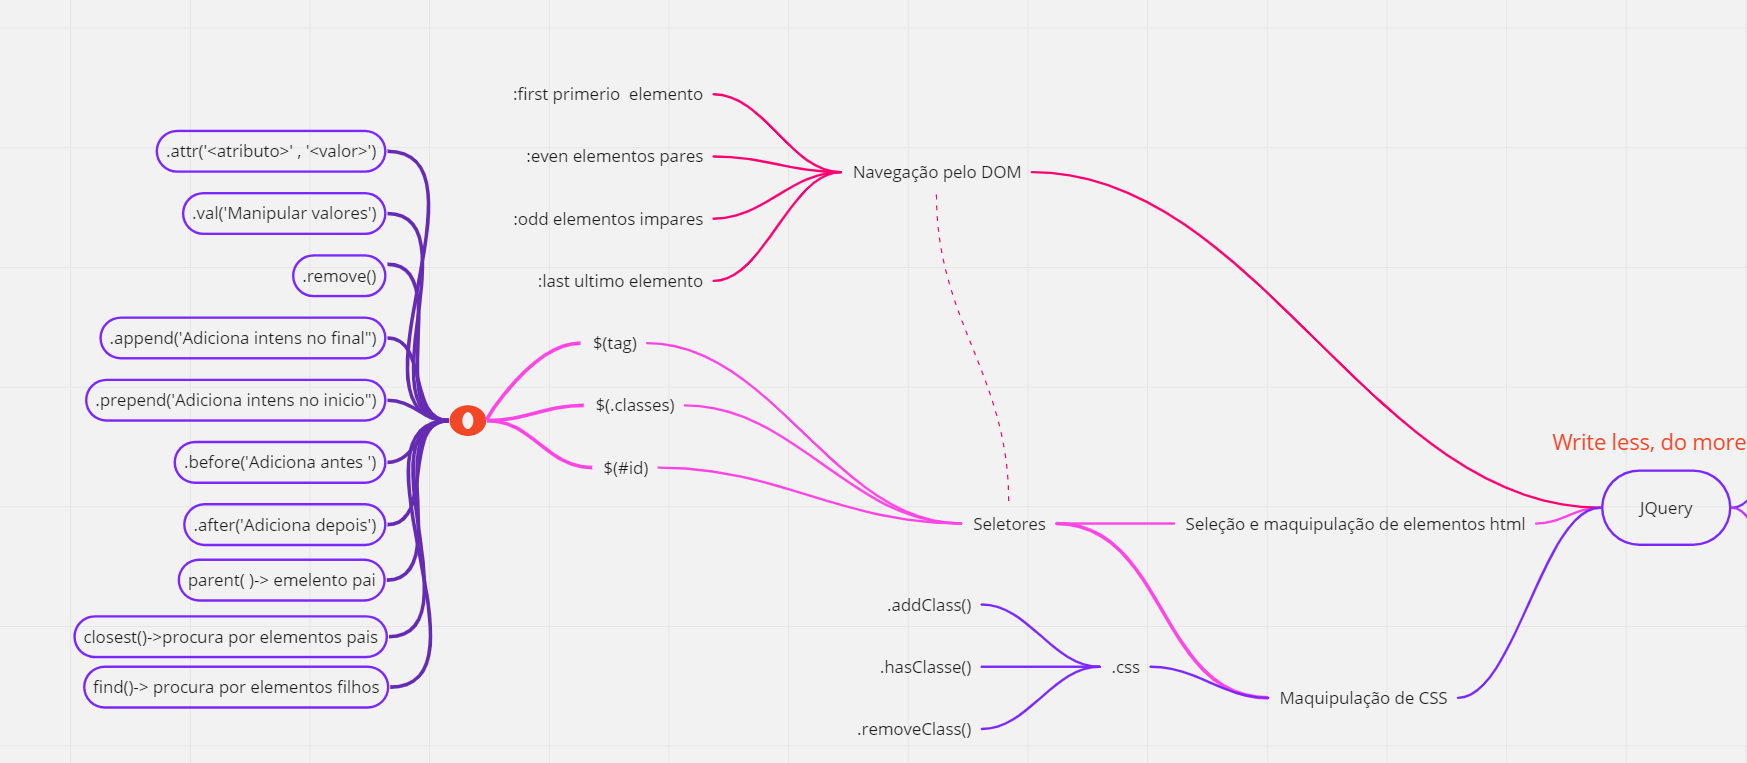 :first primerio  elemento
:even elementos pares
:odd elementos impares
:last ultimo elemento
Navegação pelo DOM
.attr('<atributo>' , '<valor>')
.val('Manipular valores')
.remove()
.append('Adiciona intens no final")
.prepend('Adiciona intens no inicio")
.before('Adiciona antes ')
.after('Adiciona depois')
parent( )-> emelento pai
closest()->procura por elementos pais
find()-> procura por elementos filhos
$(tag)
$(.classes)
$(#id)
Seletores
Seleção e maquipulação de elementos html
Write less, do more
JQuery
.addClass()
.hasClasse()
.removeClass()
.css
Maquipulação de CSS